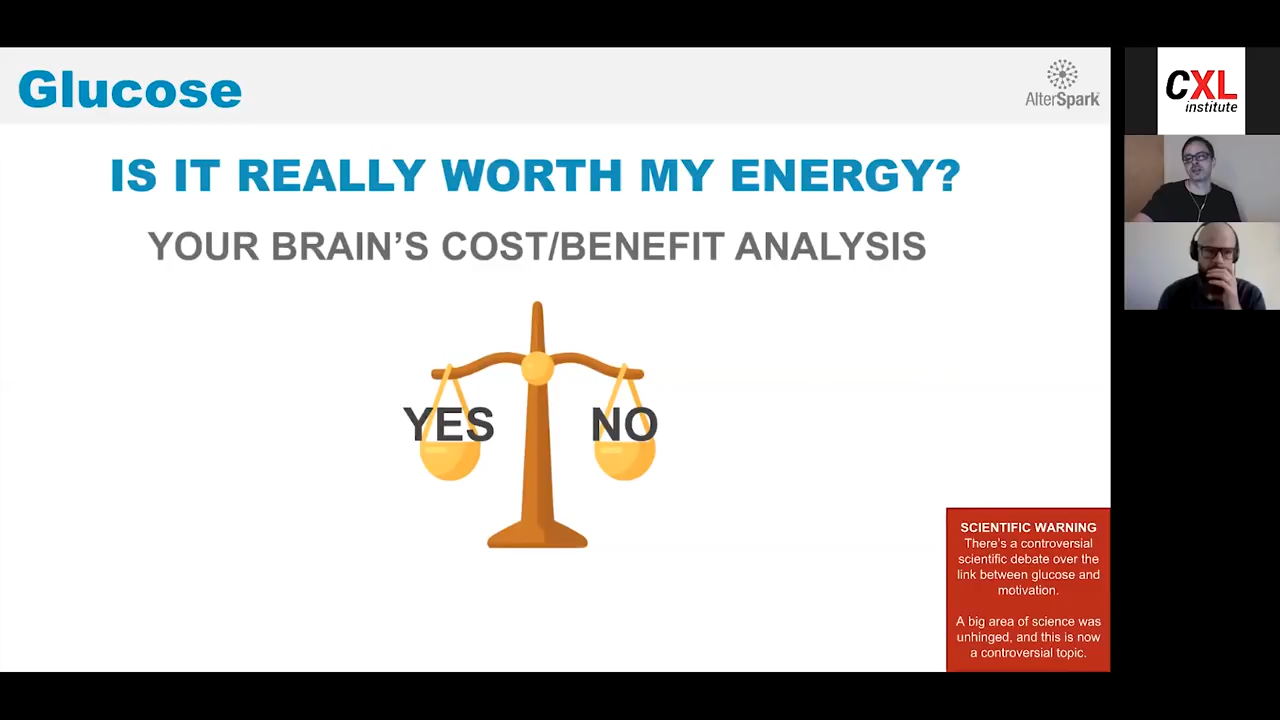 Glucose
AlterSpark
CXL
institute
IS IT REALLY WORTH MY ENERGY?
YOUR BRAIN'S COST/BENEFIT ANALYSIS
YES
NO
SCIENTIFIC WARNING
There's a controversial
scientific debate over the
link between glucose and
motivation.
A big area of science was
unhinged, and this is now
a controversial topic.